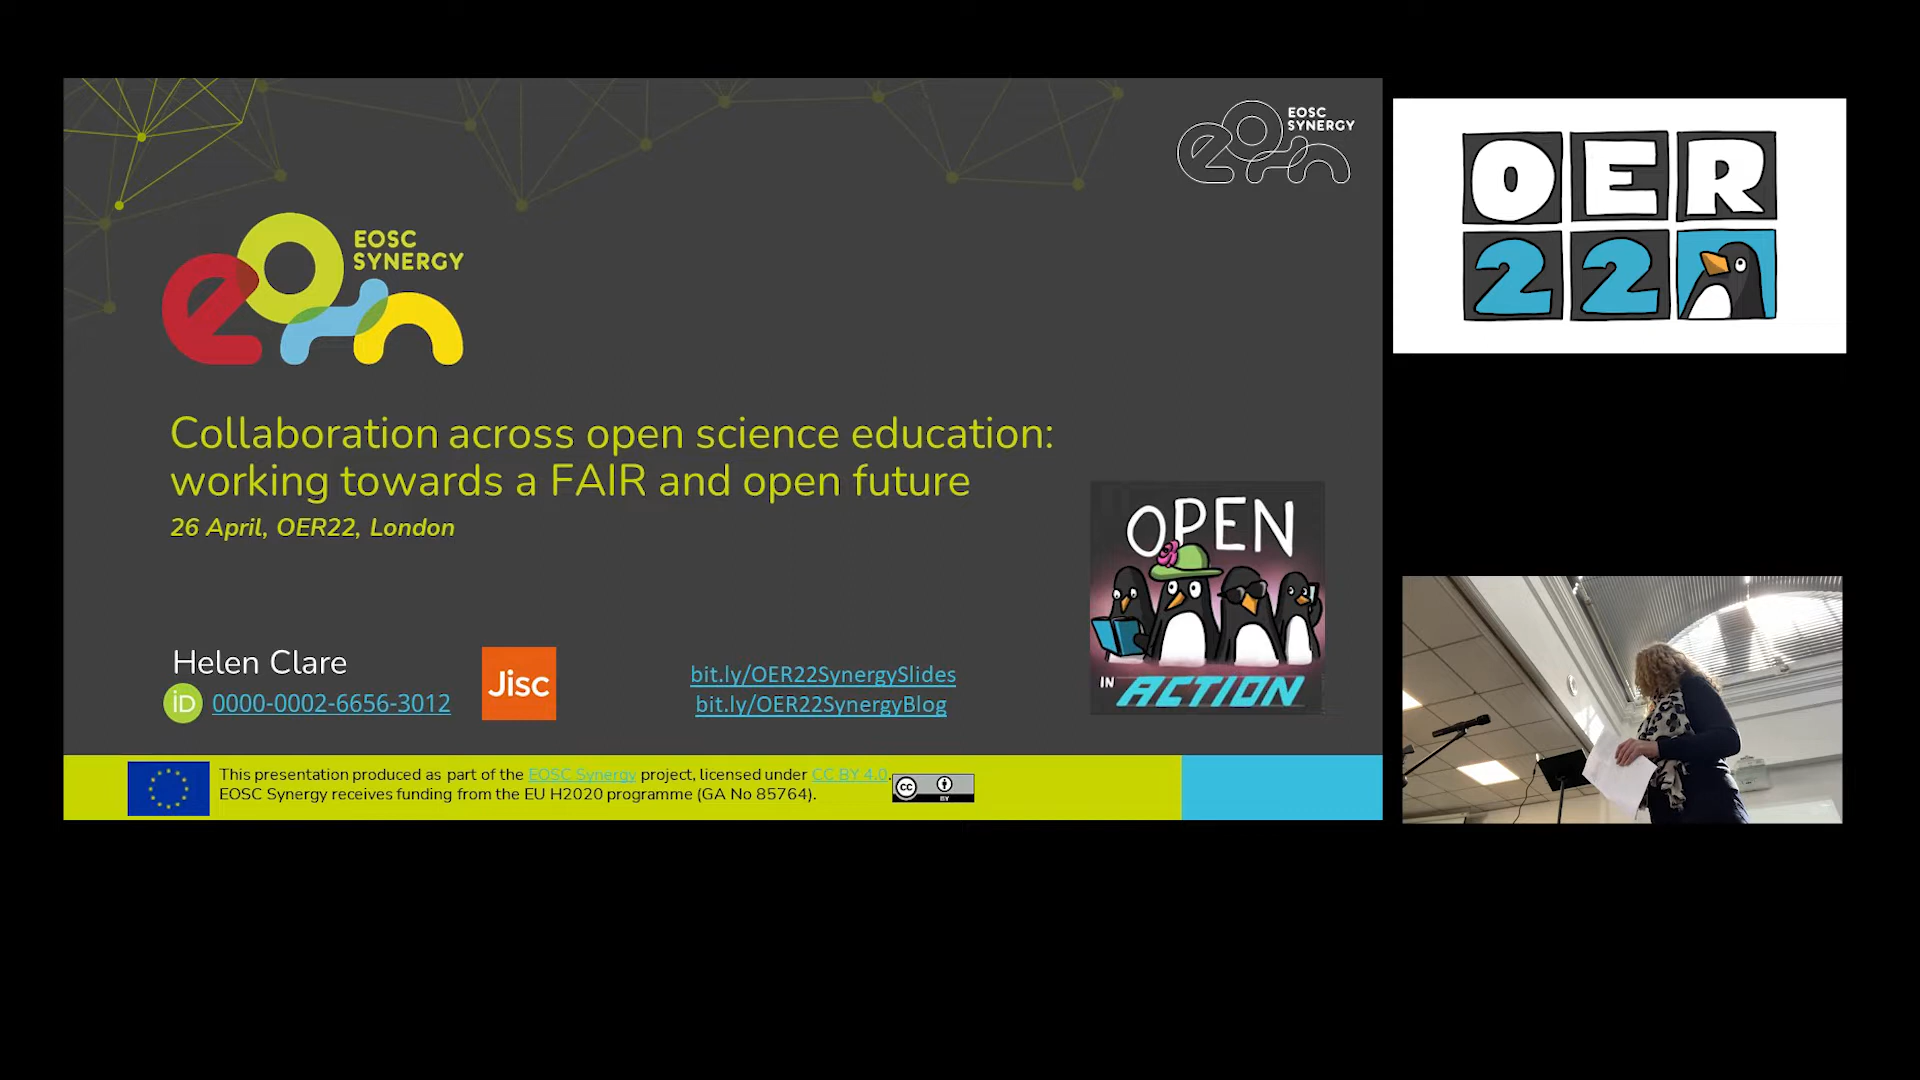 EOSC
SYNERGY
EOSC
SYNERGY
Collaboration across open science education:
working towards a FAIR and open future
26 April, OER22, London
Helen Clare
iD 0000-0002-6656-3012
Jisc
bit.ly/OER22SynergySlides
bit.ly/OER22SynergyBlog
OPEN
IN ACTION
This presentation produced as part of the EOSC Synergy project, licensed under CC BY 4.0.
EOSC Synergy receives funding from the EU H2020 programme (GA No 85764).
cc
BY
OER
22